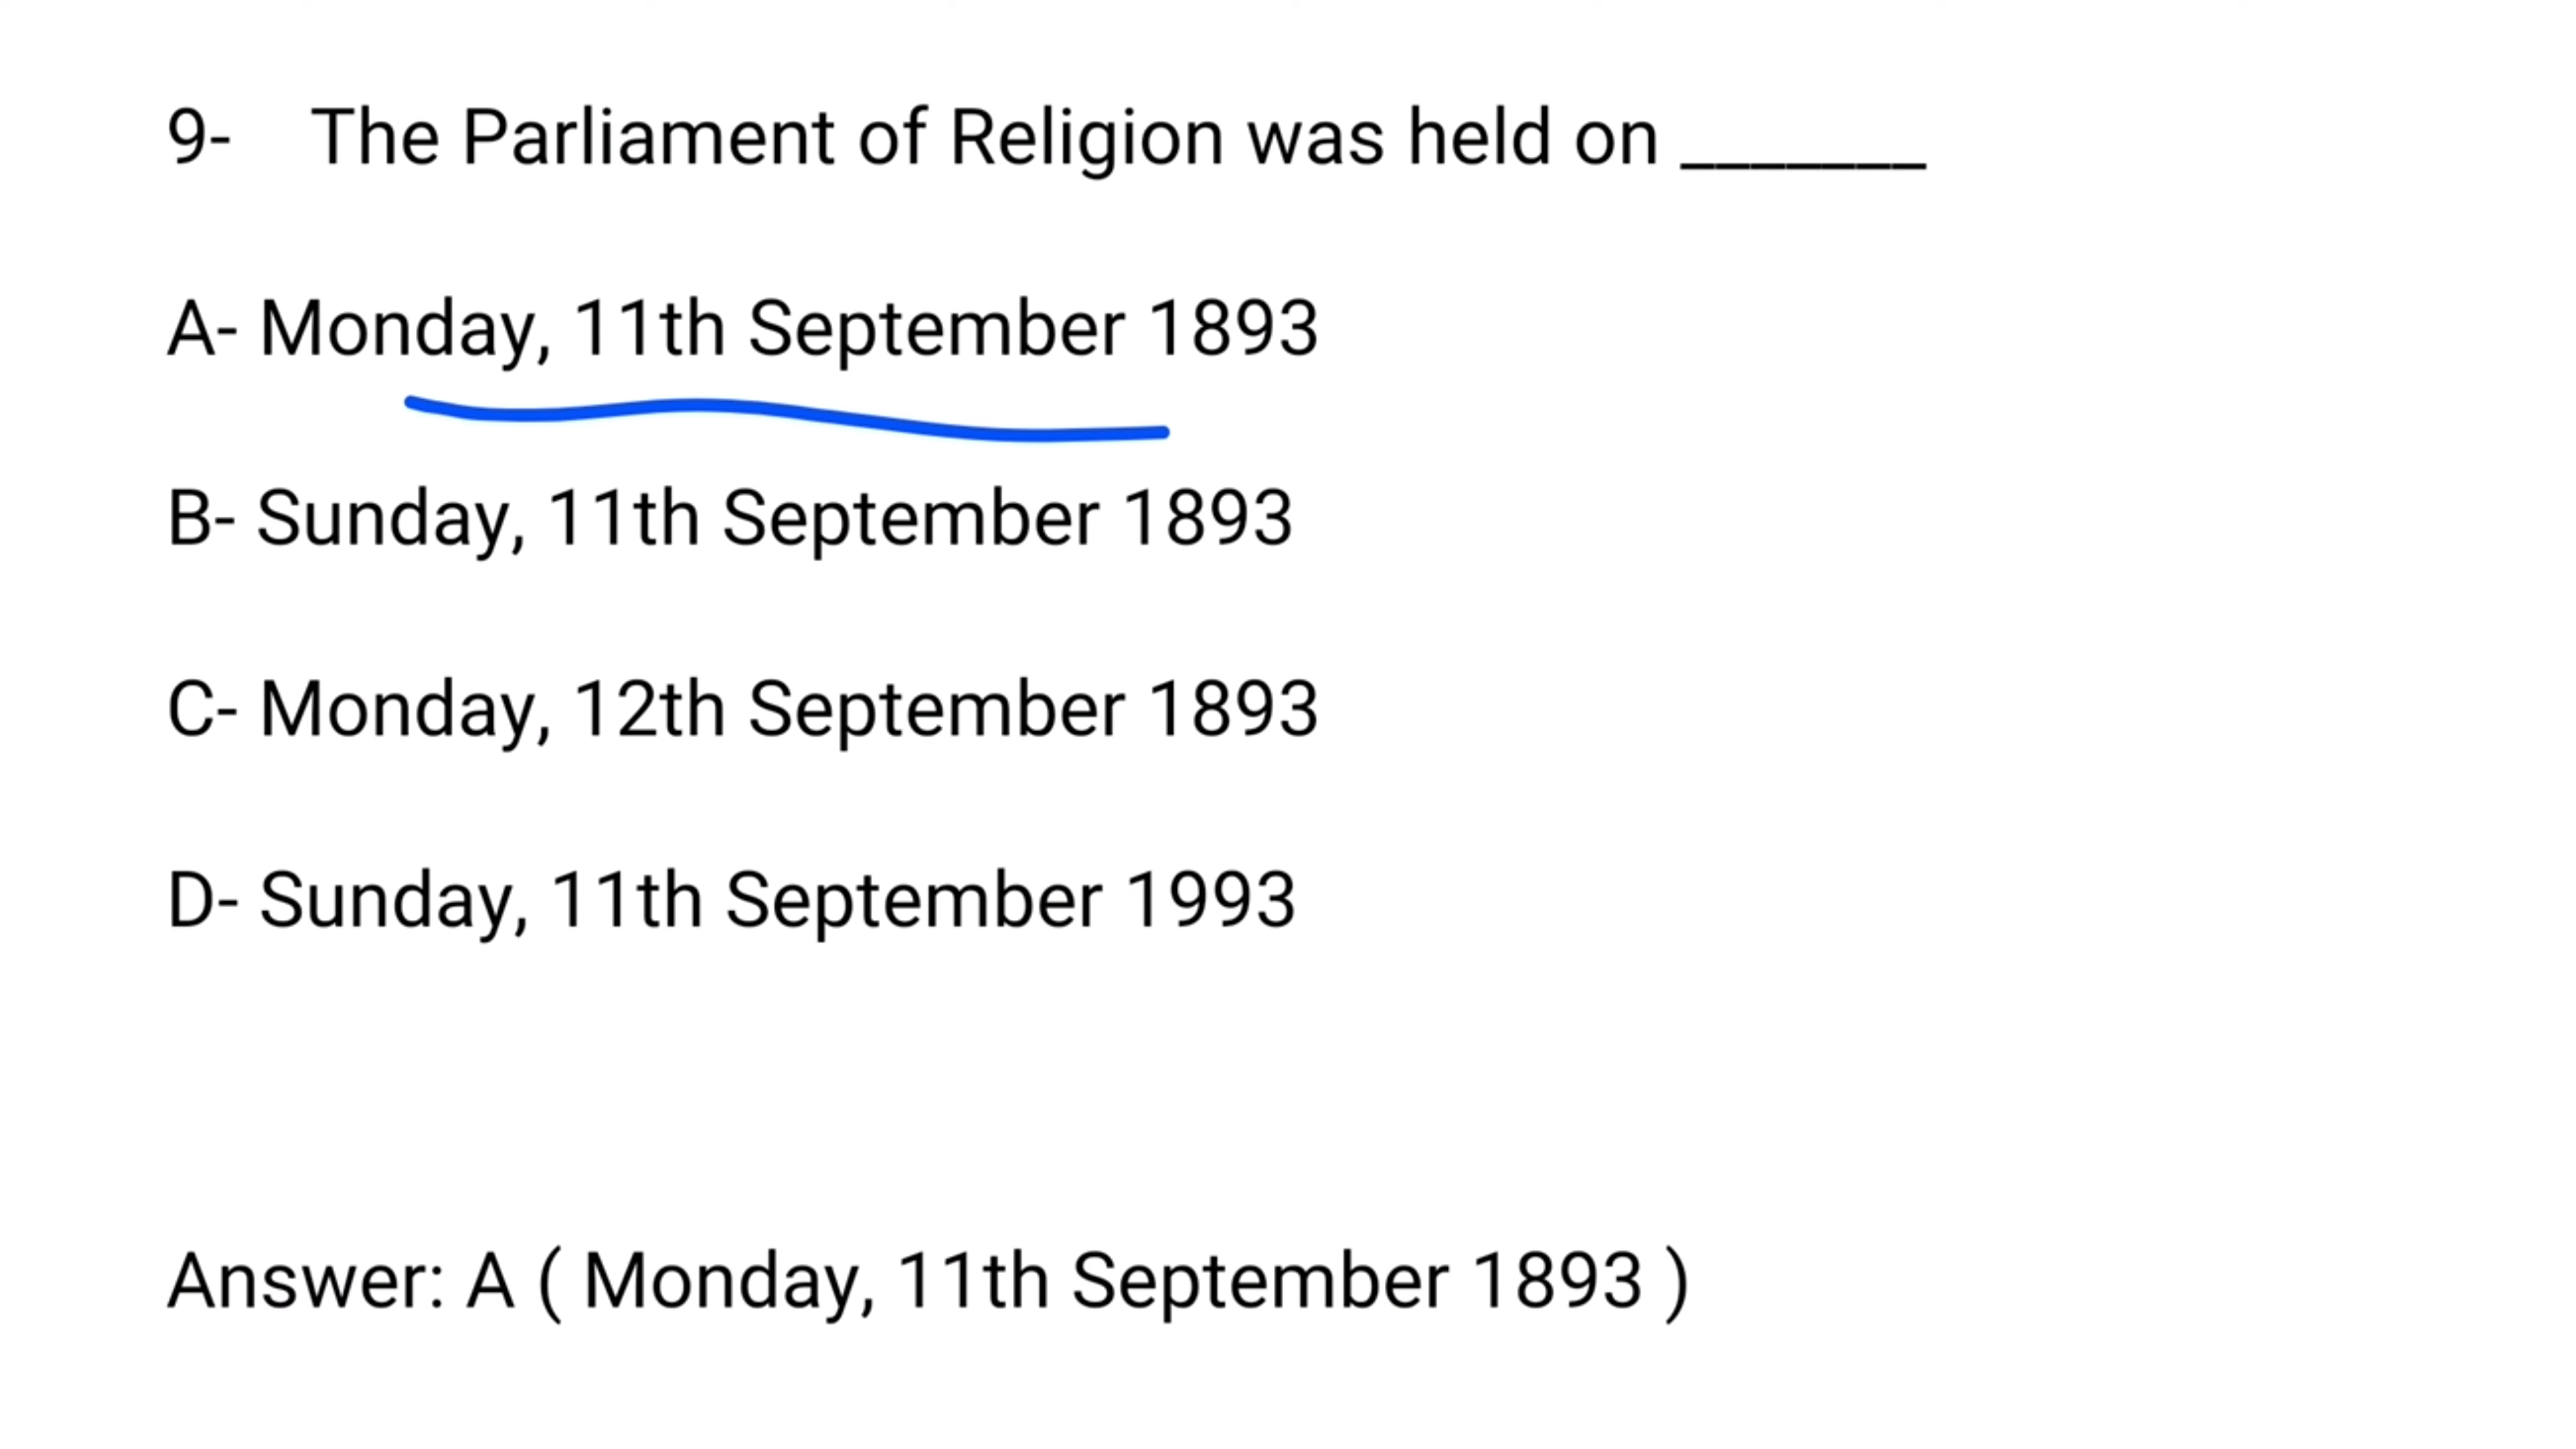 9- The Parliament of Religion was held on _______
A- Monday, 11th September 1893
B- Sunday, 11th September 1893
C- Monday, 12th September 1893
D- Sunday, 11th September 1993
Answer: A ( Monday, 11th September 1893 )